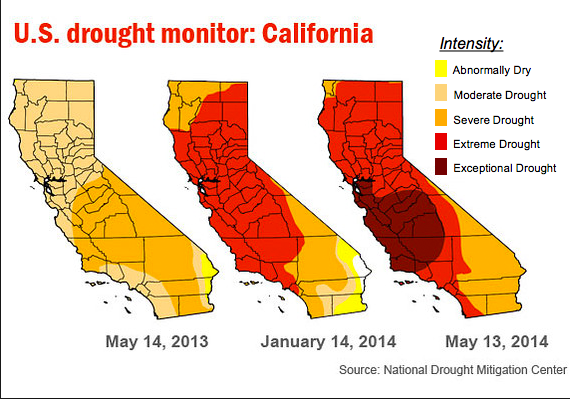 U.S. drought monitor: California
Intensity:
Abnormally Dry
Moderate Drought
Severe Drought
Extreme Drought
Exceptional Drought
May 14, 2013
January 14, 2014
May 13, 2014
Source: National Drought Mitigation Center